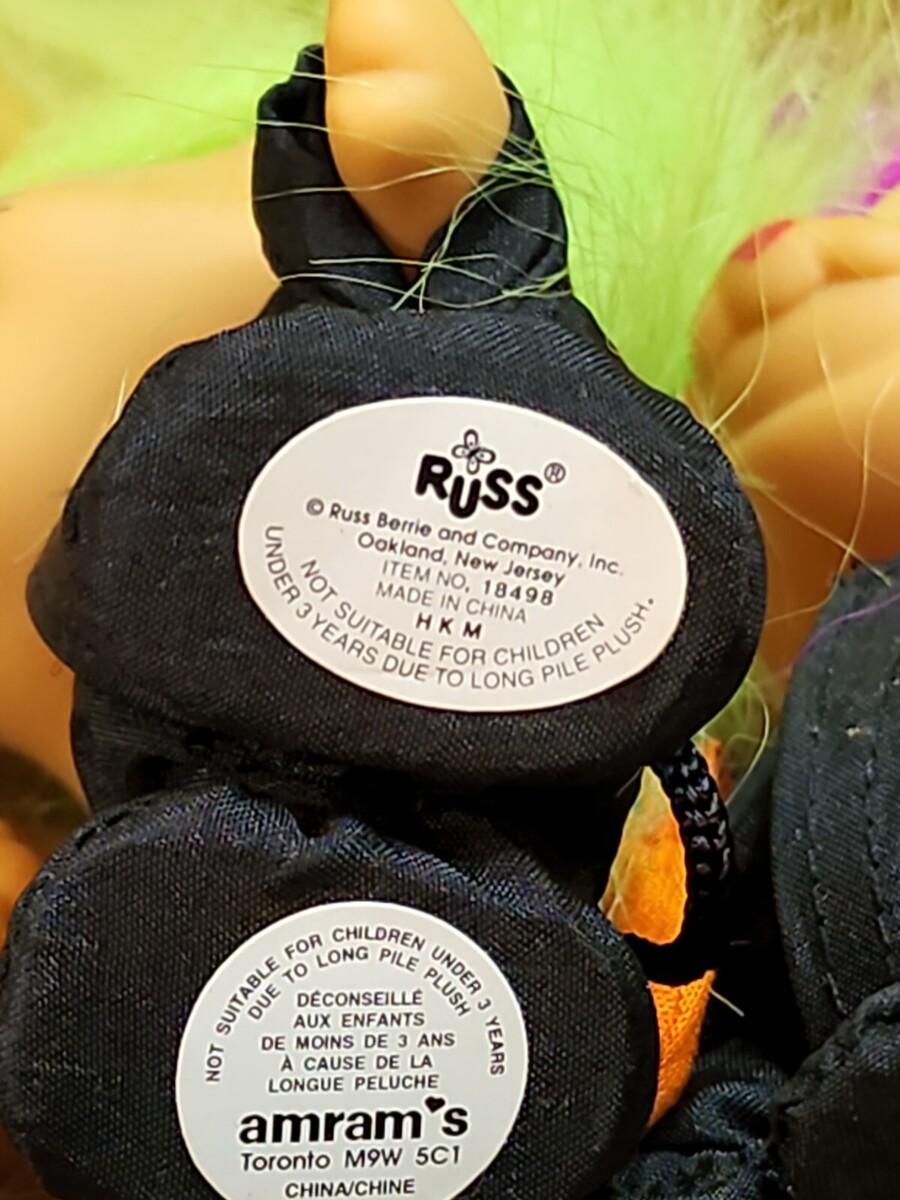 RUSS®
© Russ Berrie and Company, Inc.
Oakland, New Jersey
ITEM NO. 18498
MADE IN CHINA
HKM
NOT SUITABLE FOR CHILDREN
UNDER 3 YEARS DUE TO LONG PILE PLUSH.
NOT SUITABLE FOR CHILDREN UNDER 3 YEARS
DUE TO LONG PILE PLUSH
DÉCONSEILLÉ
AUX ENFANTS
DE MOINS DE 3 ANS
À CAUSE DE LA
LONGUE PELUCHE
amram's
Toronto M9W 5C1
CHINA/CHINE